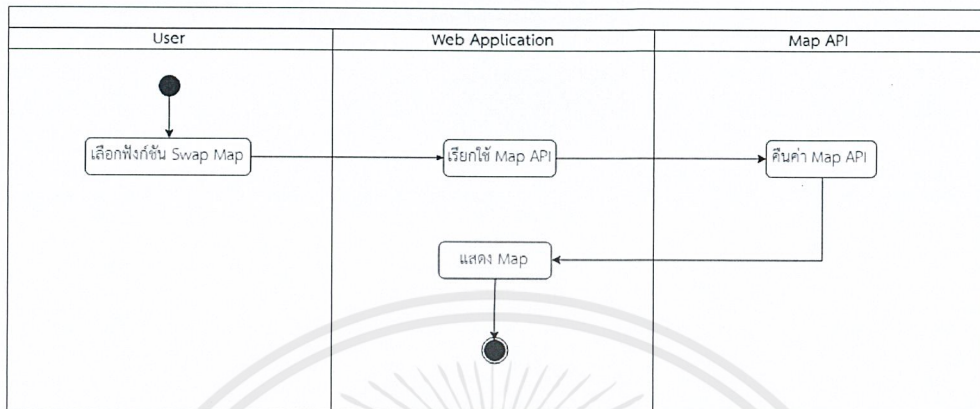 User
Web Application
Map API
เลือกฟังก์ชัน Swap Map
เรียกใช้ Map API
คืนค่า Map API
แสดง Map